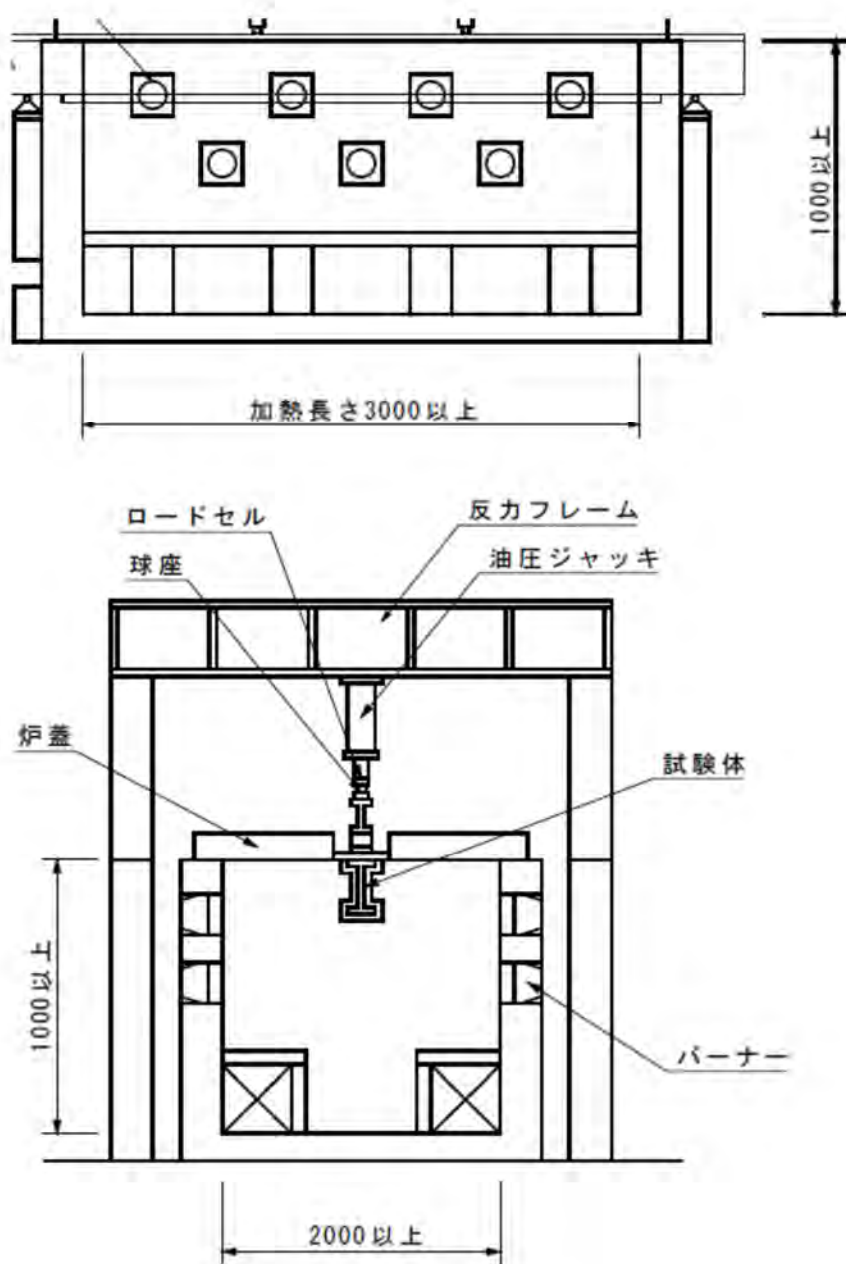 1000以上
加熱長さ3000以上
ロードセル
反力フレーム
球座
油圧ジャッキ
炉蓋
試験体
1000以上
バーナー
2000以上